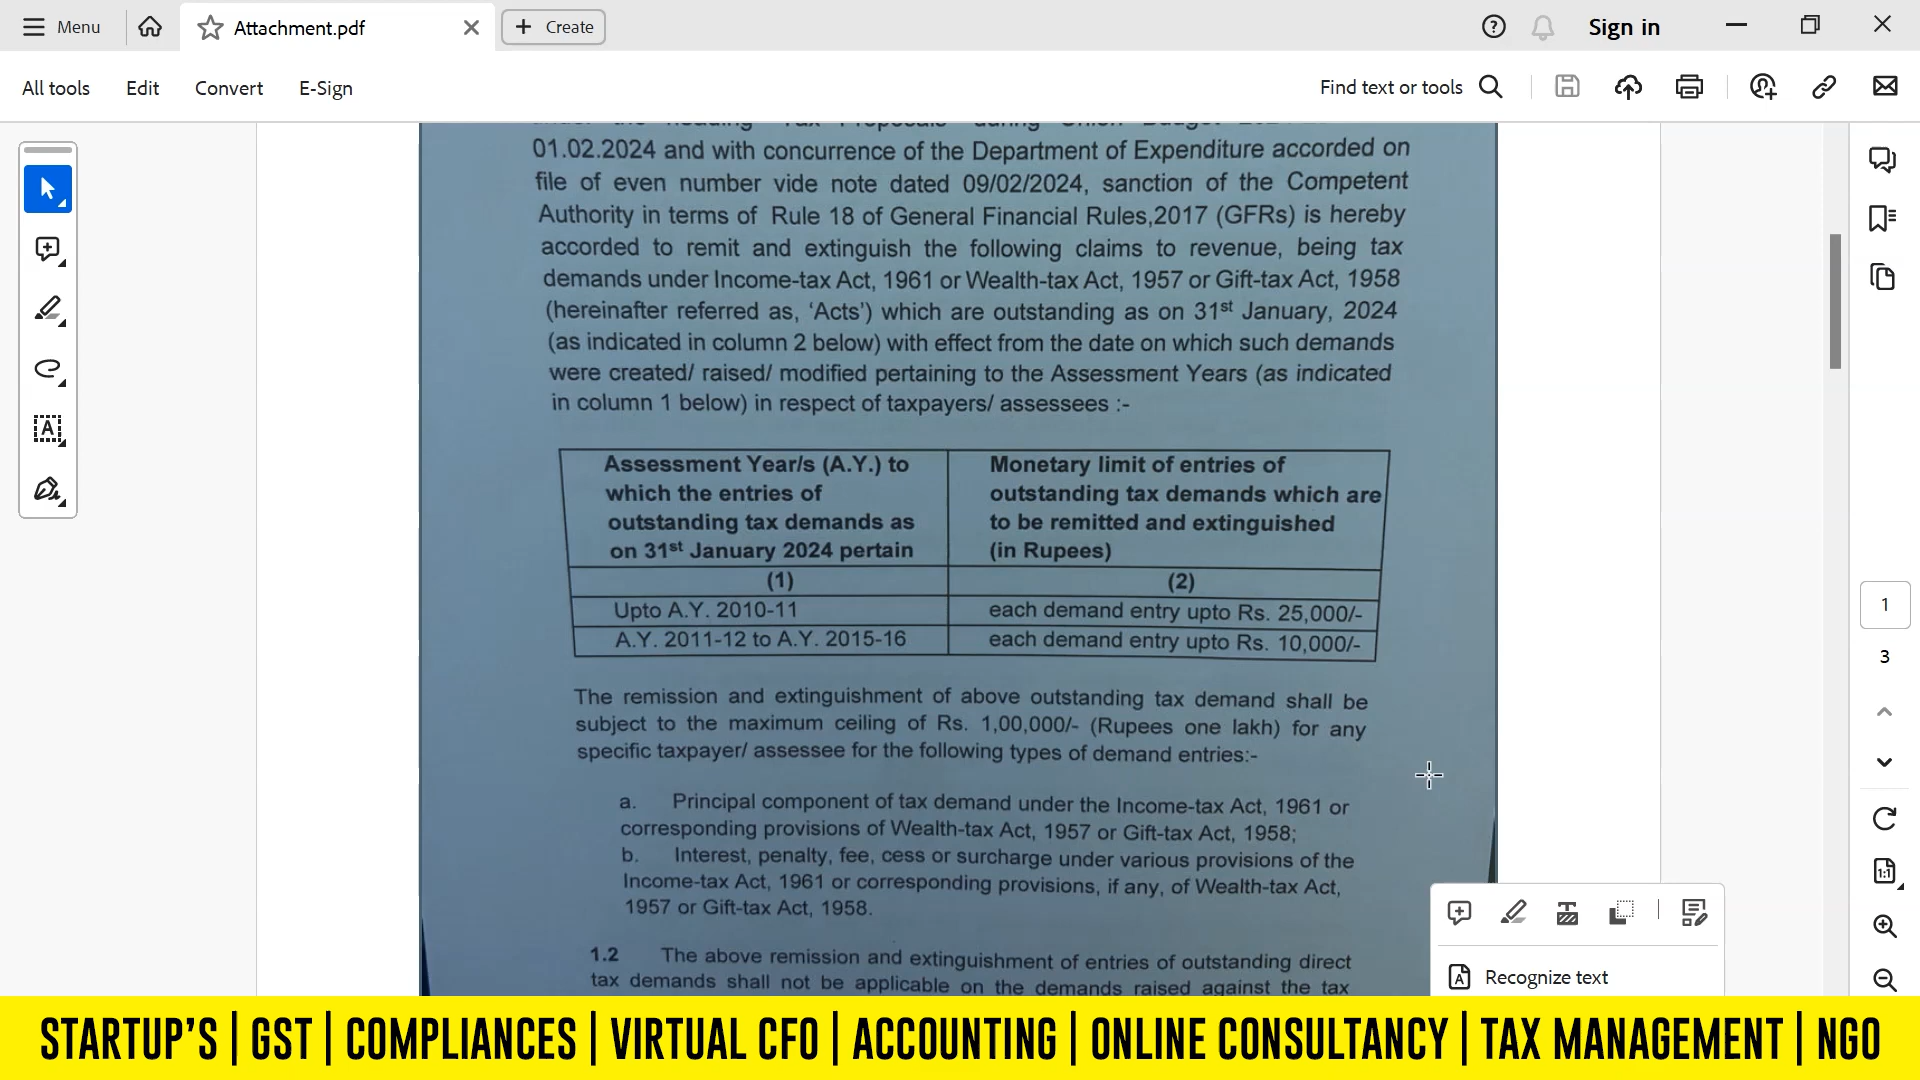 Menu
Attachment.pdf
Create
Sign in
All tools
Edit
Convert
E-Sign
Find text or tools
01.02.2024 and with concurrence of the Department of Expenditure accorded on
file of even number vide note dated 09/02/2024, sanction of the Competent
Authority in terms of Rule 18 of General Financial Rules,2017 (GFRs) is hereby
accorded to remit and extinguish the following claims to revenue, being tax
demands under Income-tax Act, 1961 or Wealth-tax Act, 1957 or Gift-tax Act, 1958
(hereinafter referred as, ‘Acts’) which are outstanding as on 31st January, 2024
(as indicated in column 2 below) with effect from the date on which such demands
were created/ raised/ modified pertaining to the Assessment Years (as indicated
in column 1 below) in respect of taxpayers/ assessees :-
Assessment Year/s (A.Y.) to
which the entries of
outstanding tax demands as
on 31st January 2024 pertain
Monetary limit of entries of
outstanding tax demands which are
to be remitted and extinguished
(in Rupees)
(1)
(2)
Upto A.Y. 2010-11
each demand entry upto Rs. 25,000/-
A.Y. 2011-12 to A.Y. 2015-16
each demand entry upto Rs. 10,000/-
The remission and extinguishment of above outstanding tax demand shall be
subject to the maximum ceiling of Rs. 1,00,000/- (Rupees one lakh) for any
specific taxpayer/ assessee for the following types of demand entries:-
a. Principal component of tax demand under the Income-tax Act, 1961 or
corresponding provisions of Wealth-tax Act, 1957 or Gift-tax Act, 1958;
b. Interest, penalty, fee, cess or surcharge under various provisions of the
Income-tax Act, 1961 or corresponding provisions, if any, of Wealth-tax Act,
1957 or Gift-tax Act, 1958.
1.2 The above remission and extinguishment of entries of outstanding direct
tax demands shall not be applicable on the demands raised against the tax
1
3
Recognize text
STARTUP’S | GST | COMPLIANCES | VIRTUAL CFO | ACCOUNTING | ONLINE CONSULTANCY | TAX MANAGEMENT | NGO